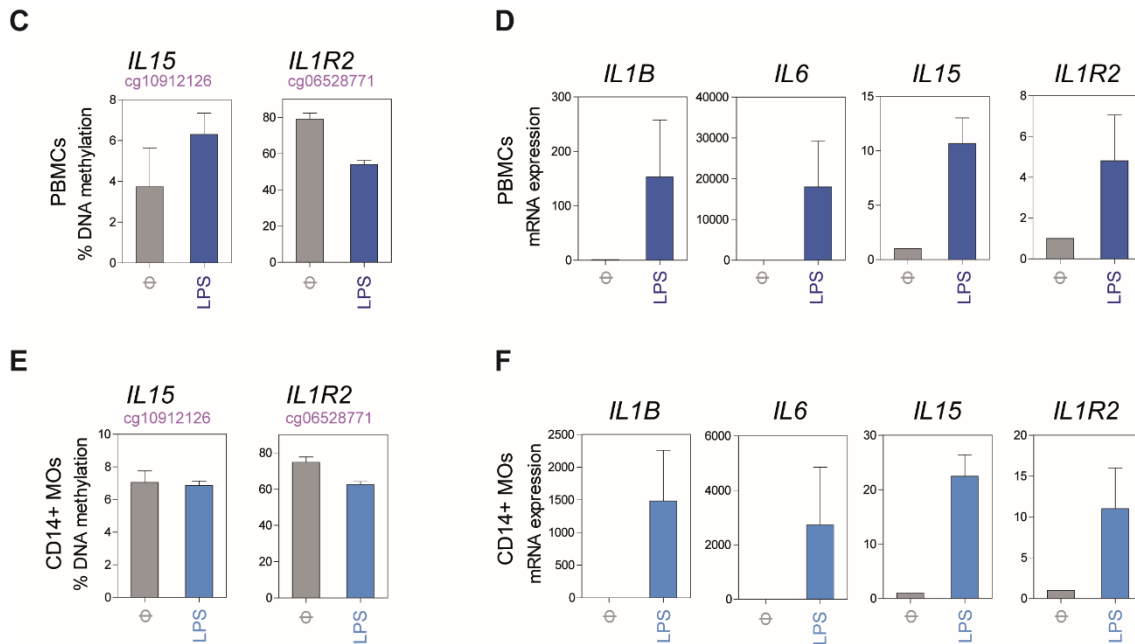 C
IL15
cg10912126
IL1R2
cg06528771
PBMCs
% DNA methylation
8
6
4
2
0
Φ
LPS
80
60
40
20
0
Φ
LPS
D
IL1B
IL6
IL15
IL1R2
PBMCs
mRNA expression
300
200
100
0
Φ
LPS
40000
30000
20000
10000
0
Φ
LPS
15
10
5
0
Φ
LPS
8
6
4
2
0
Φ
LPS
E
IL15
cg10912126
IL1R2
cg06528771
CD14+ MOs
% DNA methylation
10
8
6
4
2
0
Φ
LPS
80
60
40
20
0
Φ
LPS
F
IL1B
IL6
IL15
IL1R2
CD14+ MOs
mRNA expression
2500
2000
1500
1000
500
0
Φ
LPS
6000
4000
2000
0
Φ
LPS
30
20
10
0
Φ
LPS
20
15
10
5
0
Φ
LPS